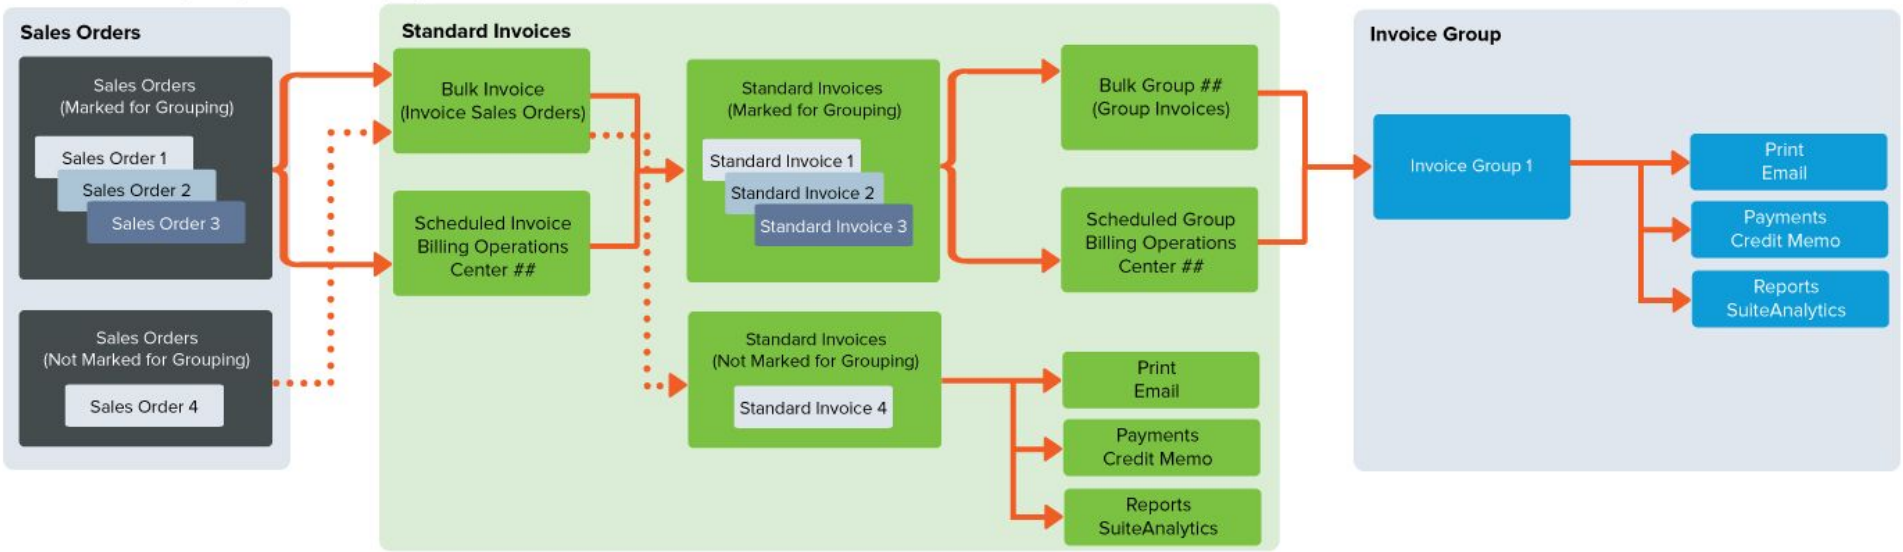 Sales Orders
Sales Orders
(Marked for Grouping)
Sales Order 1
Sales Order 2
Sales Order 3
Sales Orders
(Not Marked for Grouping)
Sales Order 4
Standard Invoices
Bulk Invoice
(Invoice Sales Orders)
Scheduled Invoice
Billing Operations
Center ##
Standard Invoices
(Marked for Grouping)
Standard Invoice 1
Standard Invoice 2
Standard Invoice 3
Standard Invoices
(Not Marked for Grouping)
Standard Invoice 4
Bulk Group ##
(Group Invoices)
Scheduled Group
Billing Operations
Center ##
Print
Email
Payments
Credit Memo
Reports
SuiteAnalytics
Invoice Group
Invoice Group 1
Print
Email
Payments
Credit Memo
Reports
SuiteAnalytics